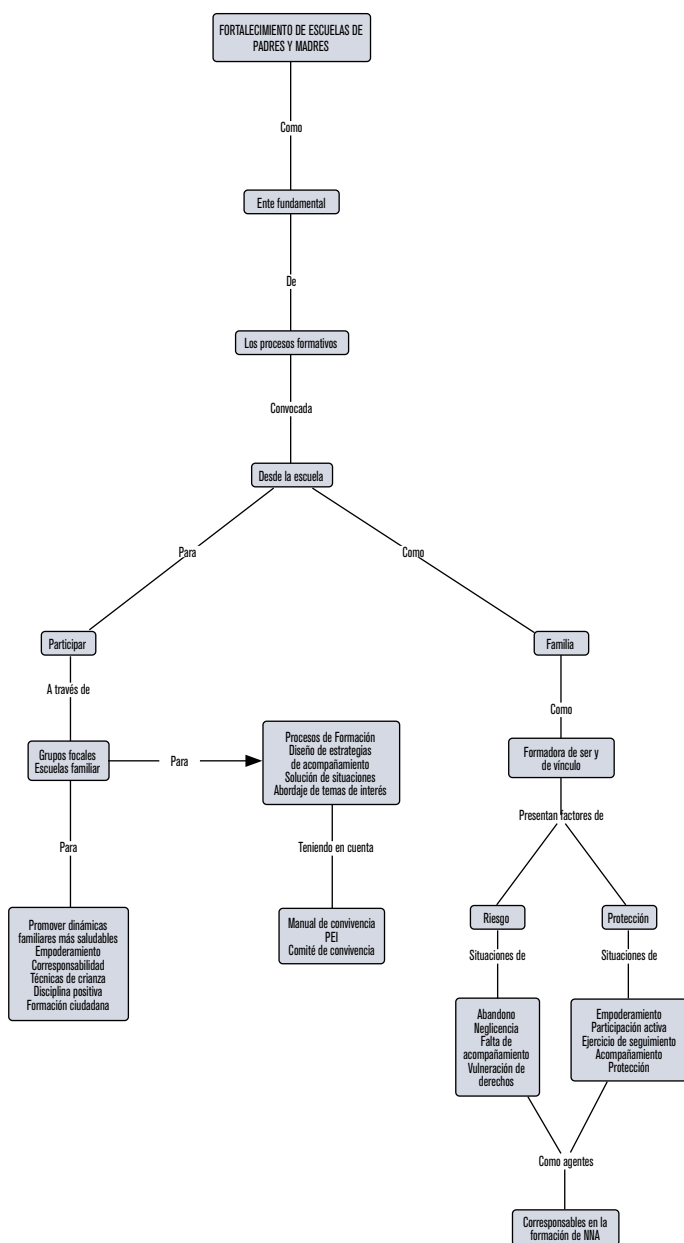 FORTALECIMIENTO DE ESCUELAS DE
PADRES Y MADRES
Como
Ente fundamental
De
Los procesos formativos
Convocada
Desde la escuela
Para
Como
Participar
Familia
A través de
Como
Grupos focales
Escuelas familiar
Para
Procesos de Formación
Diseño de estrategias
de acompañamiento
Solución de situaciones
Abordaje de temas de interés
Formadora de ser y
de vínculo
Para
Teniendo en cuenta
Presentan factores de
Promover dinámicas
familiares más saludables
Empoderamiento
Corresponsabilidad
Técnicas de crianza
Disciplina positiva
Formación ciudadana
Manual de convivencia
PEI
Comité de convivencia
Riesgo
Protección
Situaciones de
Situaciones de
Abandono
Neglicencia
Falta de
acompañamiento
Vulneración de
derechos
Empoderamiento
Participación activa
Ejercicio de seguimiento
Acompañamiento
Protección
Como agentes
Corresponsables en la
formación de NNA